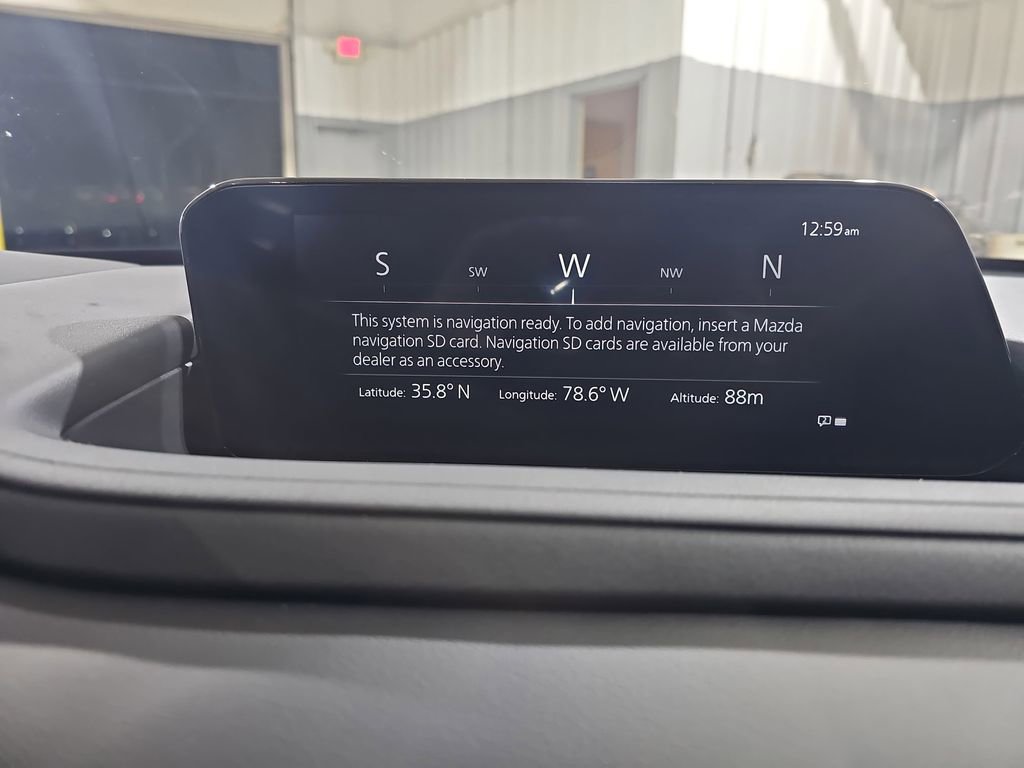 12:59am
S SW W NW N
This system is navigation ready. To add navigation, insert a Mazda
navigation SD card. Navigation SD cards are available from your
dealer as an accessory.
Latitude: 35.8° N Longitude: 78.6° W Altitude: 88m